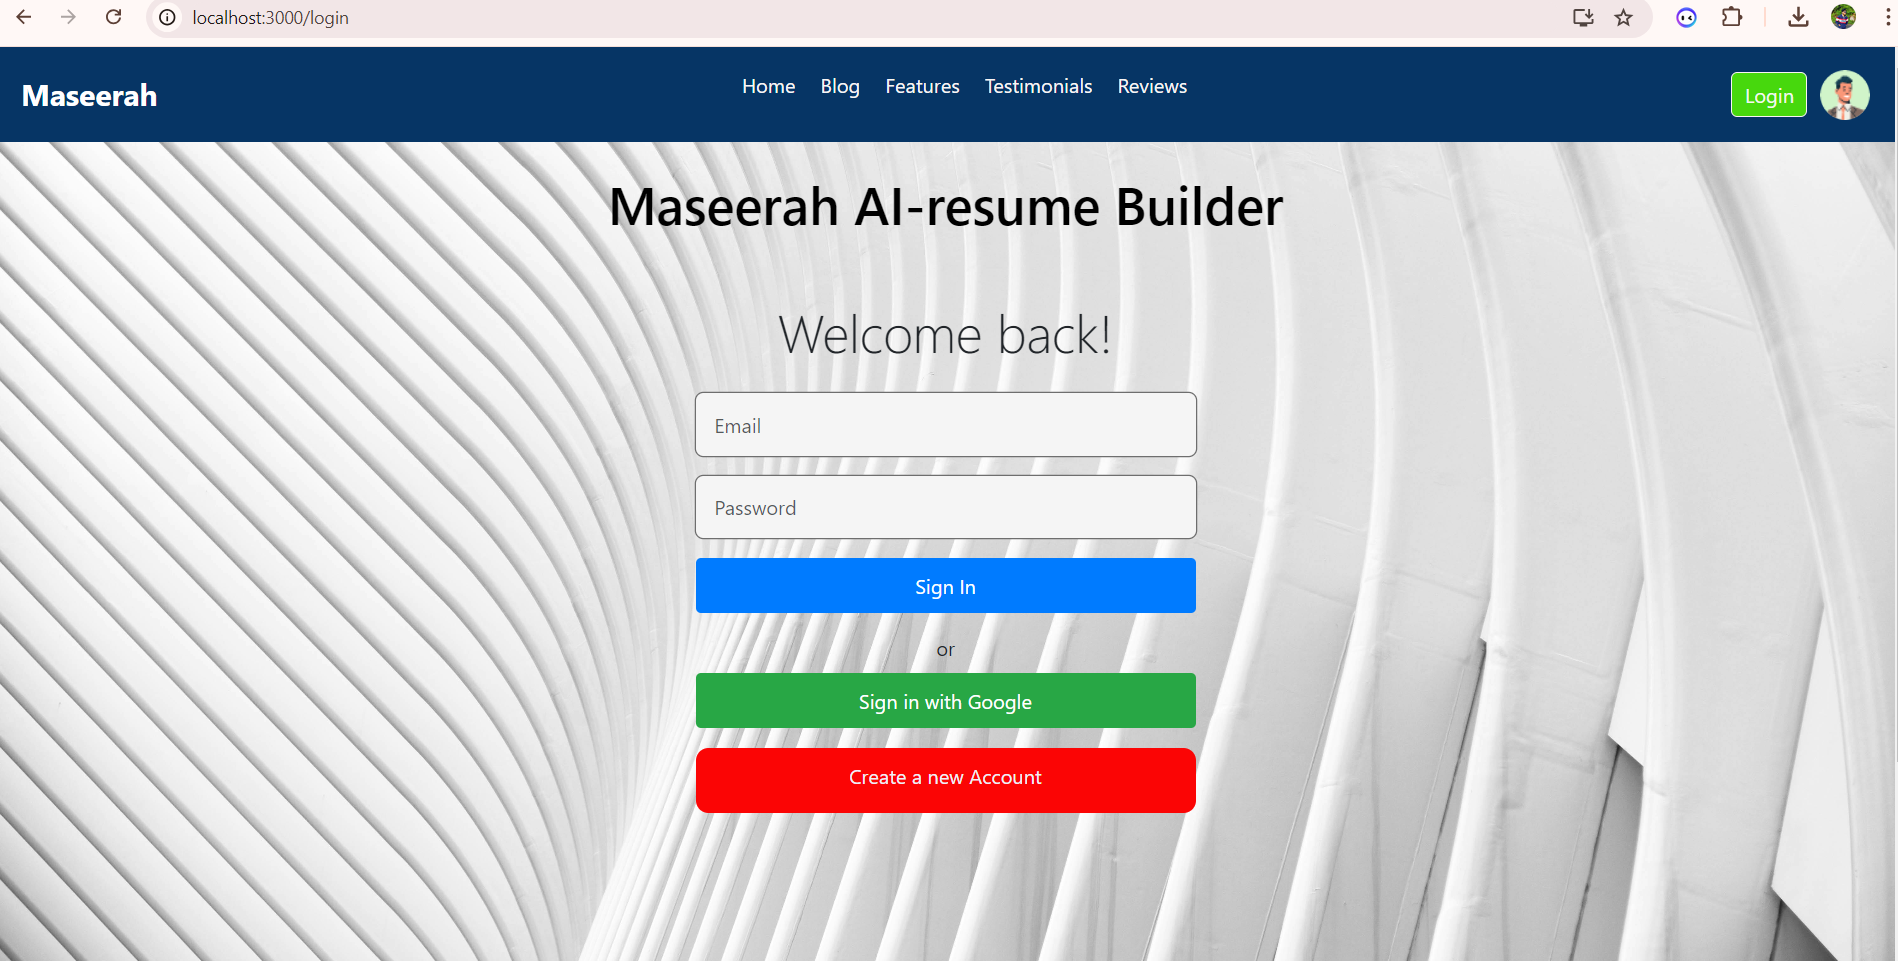 localhost:3000/login
Maseerah
Home Blog Features Testimonials Reviews
Login
Maseerah AI-resume Builder
Welcome back!
Email
Password
Sign In
or
Sign in with Google
Create a new Account